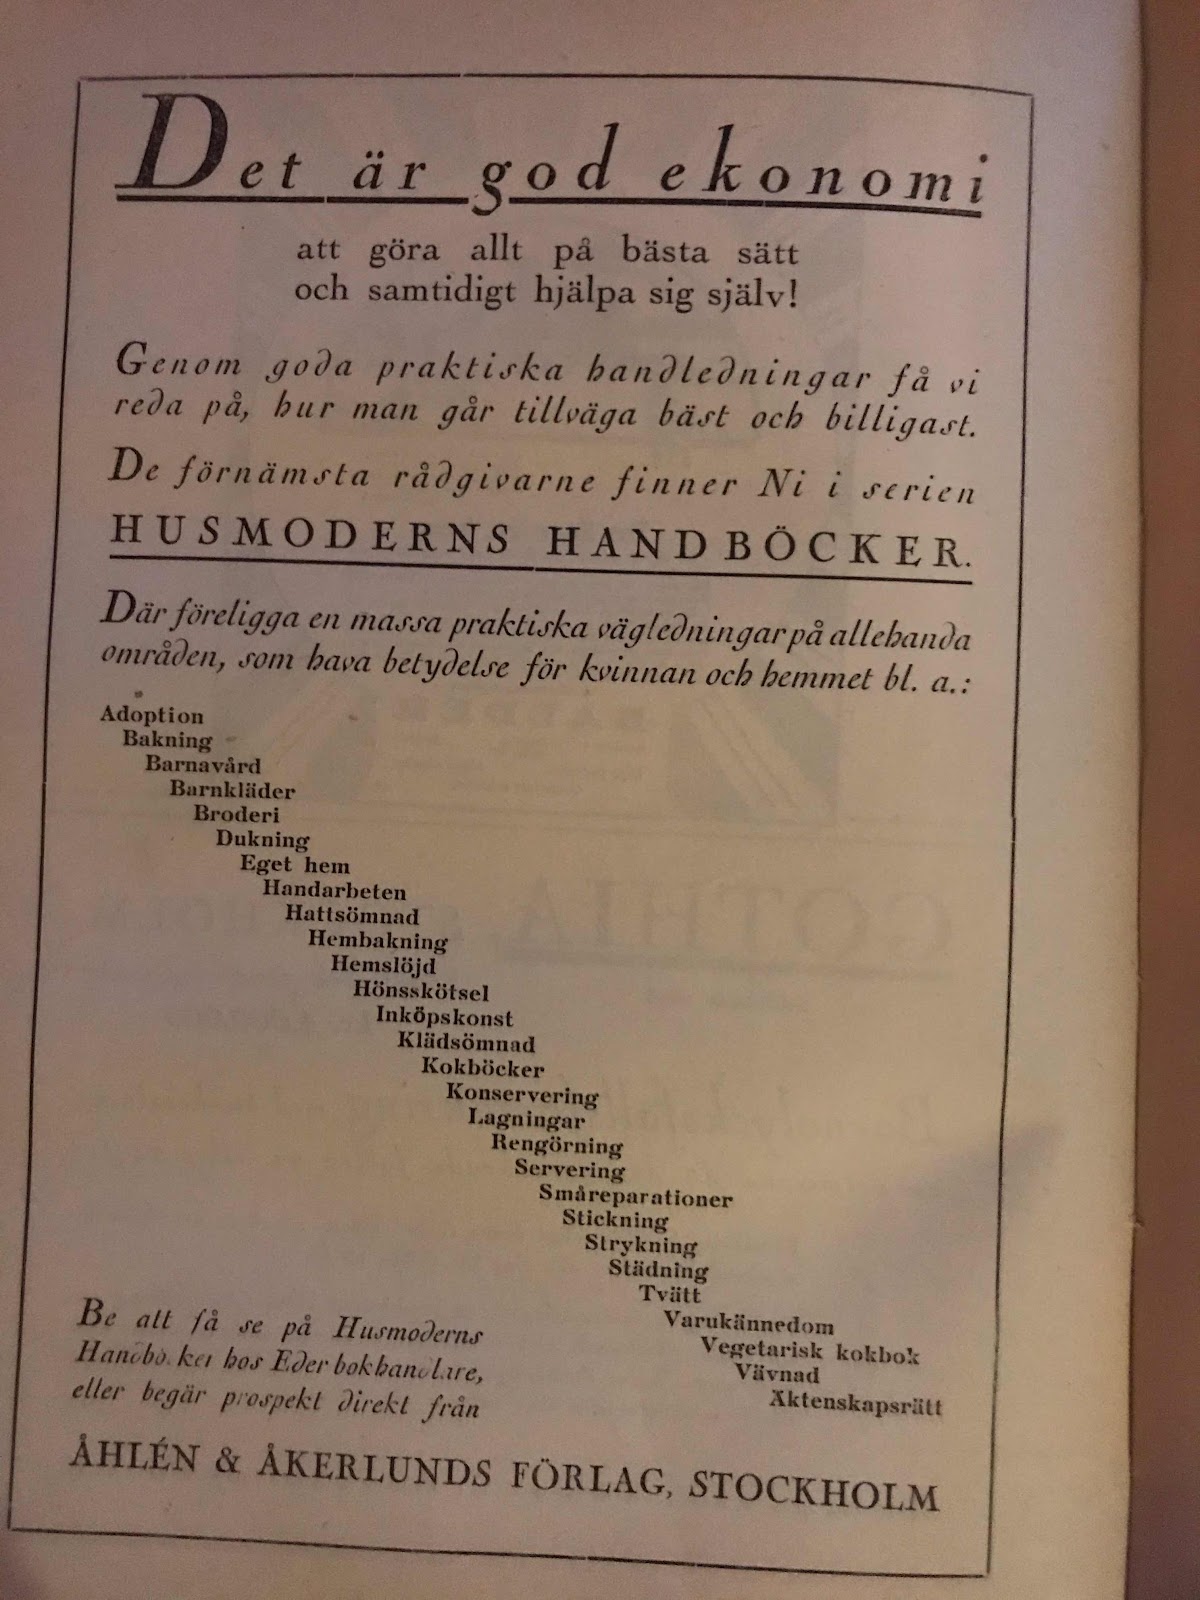 Det är god ekonomi
att göra allt på bästa sätt
och samtidigt hjälpa sig själv!
Genom goda praktiska handledningar få vi
reda på, hur man går tillväga bäst och billigast.
De förnämsta rådgivarne finner Ni i serien
HUSMODERNS HANDBÖCKER.
Där föreligga en massa praktiska vägledningar på allehanda
områden, som hava betydelse för kvinnan och hemmet bl. a.:
Adoption
Bakning
Barnavård
Barnkläder
Broderi
Dukning
Eget hem
Handarbeten
Hattsömnad
Hembakning
Hemslöjd
Hönsskötsel
Inköpskonst
Klädsömnad
Kokböcker
Konservering
Lagningar
Rengörning
Servering
Småreparationer
Stickning
Strykning
Städning
Tvätt
Varukännedom
Vegetarisk kokbok
Vävnad
Äktenskapsrätt
Be att få se på Husmoderns
Handböcker hos Eder bokhandlare,
eller begär prospekt direkt från
ÅHLÉN & ÅKERLUNDS FÖRLAG, STOCKHOLM